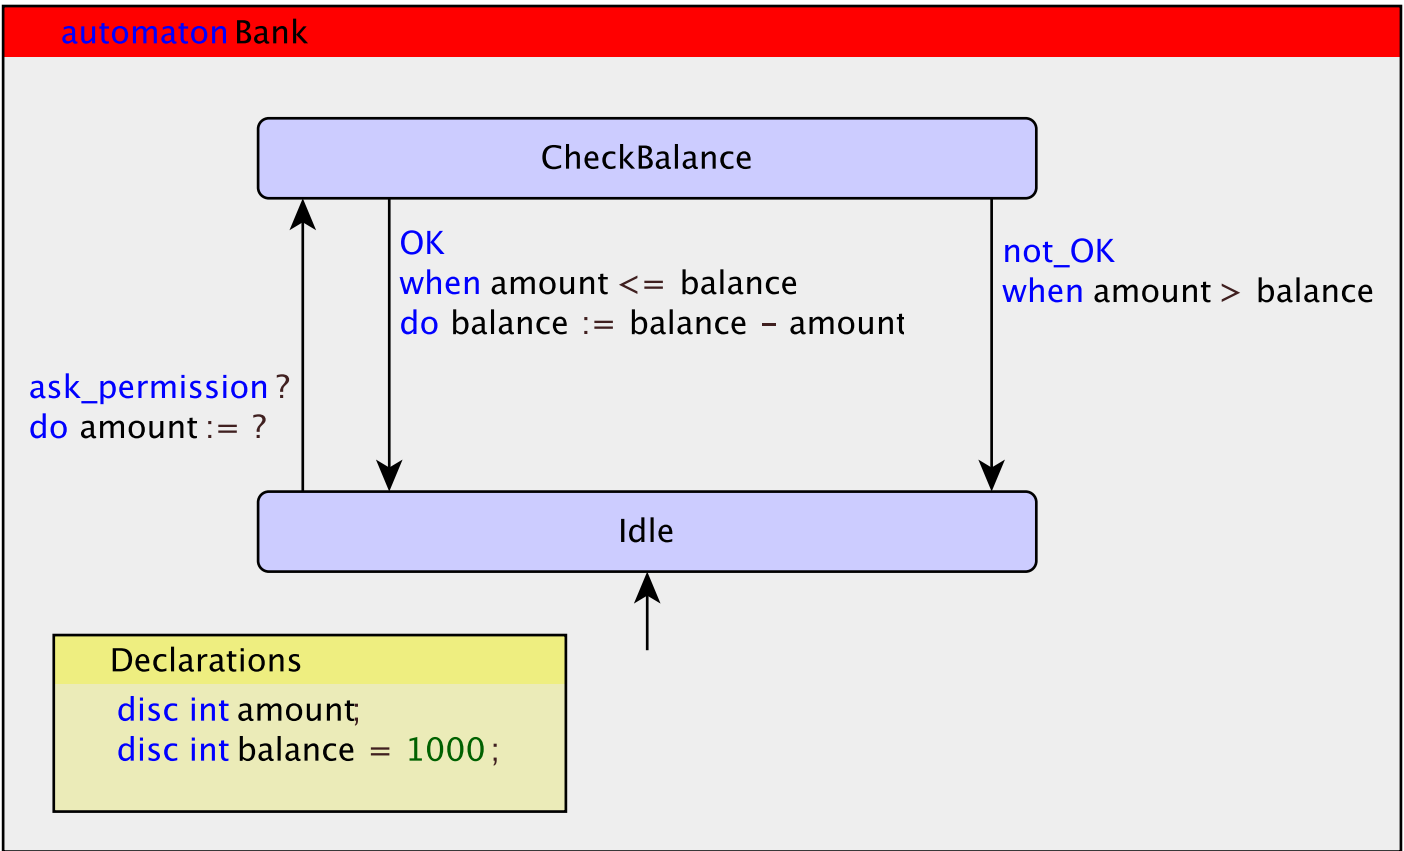 automaton Bank
CheckBalance
OK
when amount <= balance
do balance := balance - amount
not_OK
when amount > balance
ask_permission ?
do amount := ?
Idle
Declarations
disc int amount;
disc int balance = 1000 ;